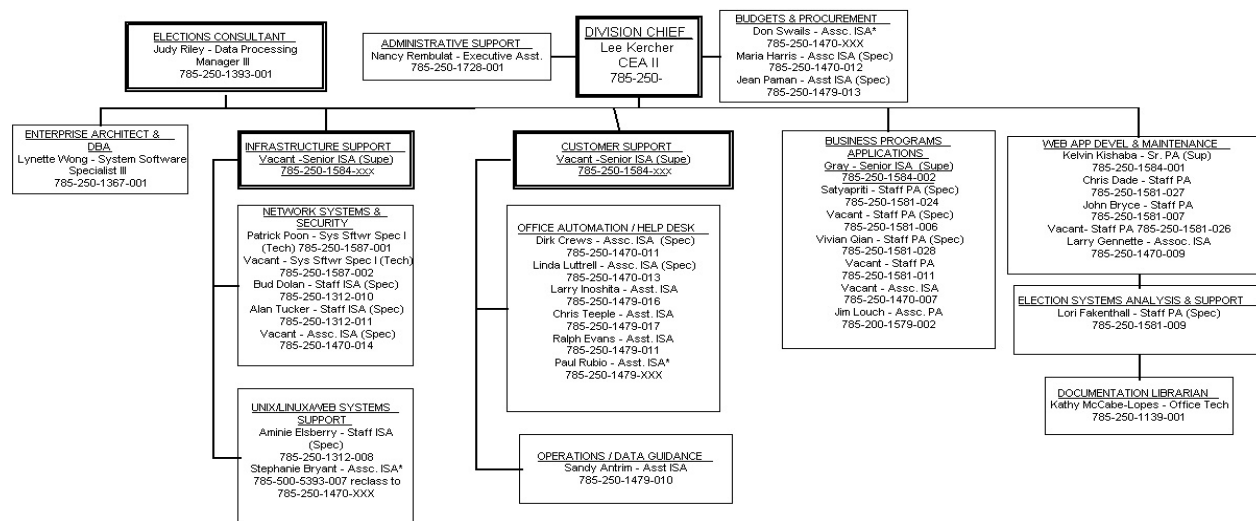 ELECTIONS CONSULTANT
Judy Riley - Data Processing
Manager III
785-250-1393-001
ADMINISTRATIVE SUPPORT
Nancy Rembulat - Executive Asst.
785-250-1728-001
DIVISION CHIEF
Lee Kercher
CEA II
785-250-
BUDGETS & PROCUREMENT
Don Swails - Assc. ISA*
785-250-1470-XXX
Maria Harris - Assc ISA (Spec)
785-250-1470-012
Jean Paman - Asst ISA (Spec)
785-250-1479-013
ENTERPRISE ARCHITECT &
DBA
Lynette Wong - System Software
Specialist III
785-250-1367-001
INFRASTRUCTURE SUPPORT
Vacant -Senior ISA (Supe)
785-250-1584-xxx
NETWORK SYSTEMS &
SECURITY
Patrick Poon - Sys Sftwr Spec I
(Tech) 785-250-1587-001
Vacant - Sys Sftwr Spec I (Tech)
785-250-1587-002
Bud Dolan - Staff ISA (Spec)
785-250-1312-010
Alan Tucker - Staff ISA (Spec)
785-250-1312-011
Vacant - Assc. ISA (Spec)
785-250-1470-014
UNIX/LINUX/WEB SYSTEMS
SUPPORT
Aminie Elsberry - Staff ISA
(Spec)
785-250-1312-008
Stephanie Bryant - Assc. ISA*
785-500-5393-007 reclass to
785-250-1470-XXX
CUSTOMER SUPPORT
Vacant -Senior ISA (Supe)
785-250-1584-xxx
OFFICE AUTOMATION / HELP DESK
Dirk Crews - Assc. ISA (Spec)
785-250-1470-011
Linda Luttrell - Assc. ISA (Spec)
785-250-1470-013
Larry Inoshita - Asst. ISA
785-250-1479-016
Chris Teeple - Asst. ISA
785-250-1479-017
Ralph Evans - Asst. ISA
785-250-1479-011
Paul Rubio - Asst. ISA*
785-250-1479-XXX
OPERATIONS / DATA GUIDANCE
Sandy Antrim - Asst ISA
785-250-1479-010
BUSINESS PROGRAMS
APPLICATIONS
Gray - Senior ISA (Supe)
785-250-1584-002
Satyapriti - Staff PA (Spec)
785-250-1581-024
Vacant - Staff PA (Spec)
785-250-1581-006
Vivian Qian - Staff PA (Spec)
785-250-1581-028
Vacant - Staff PA
785-250-1581-011
Vacant - Assc. ISA
785-250-1470-007
Jim Louch - Assc. PA
785-200-1579-002
WEB APP DEVEL & MAINTENANCE
Kelvin Kishaba - Sr. PA (Sup)
785-250-1584-001
Chris Dade - Staff PA
785-250-1581-027
John Bryce - Staff PA
785-250-1581-007
Vacant- Staff PA 785-250-1581-026
Larry Gennette - Assoc. ISA
785-250-1470-009
ELECTION SYSTEMS ANALYSIS & SUPPORT
Lori Fakenthall - Staff PA (Spec)
785-250-1581-009
DOCUMENTATION LIBRARIAN
Kathy McCabe-Lopes - Office Tech
785-250-1139-001